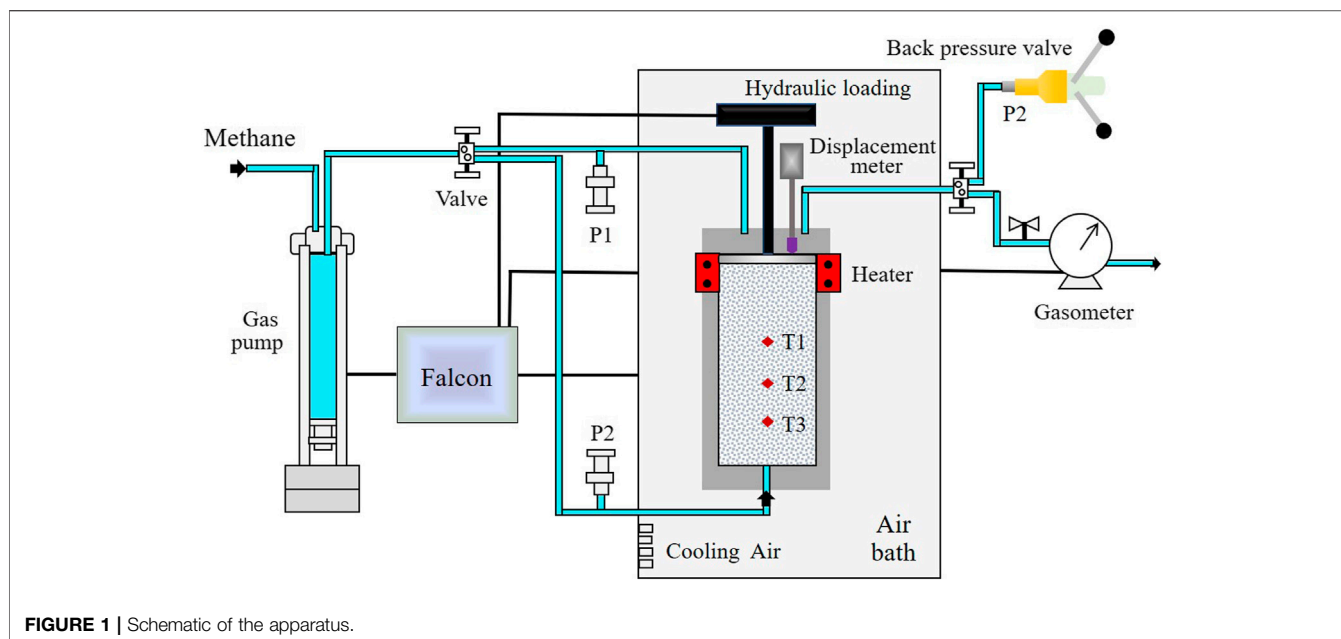 Back pressure valve
P2
Hydraulic loading
Methane
Displacement
meter
Valve
P1
Heater
Gasometer
Gas
pump
Falcon
T1
T2
T3
P2
Cooling Air
Air
bath
FIGURE 1 | Schematic of the apparatus.